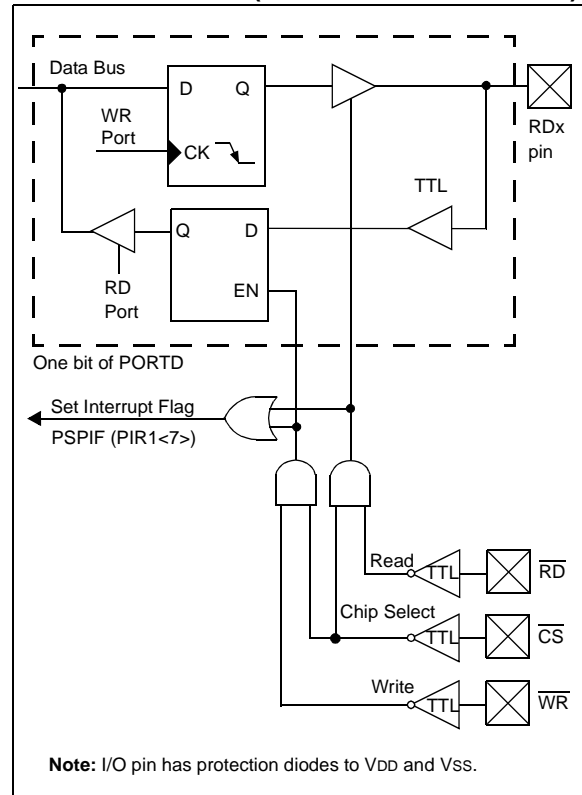 Data Bus
D Q
WR
Port
CK
RDx
pin
TTL
Q D
RD
Port
EN
One bit of PORTD
Set Interrupt Flag
PSPIF (PIR1<7>)
Read
TTL
RD
Chip Select
TTL
CS
Write
TTL
WR
Note: I/O pin has protection diodes to VDD and VSS.